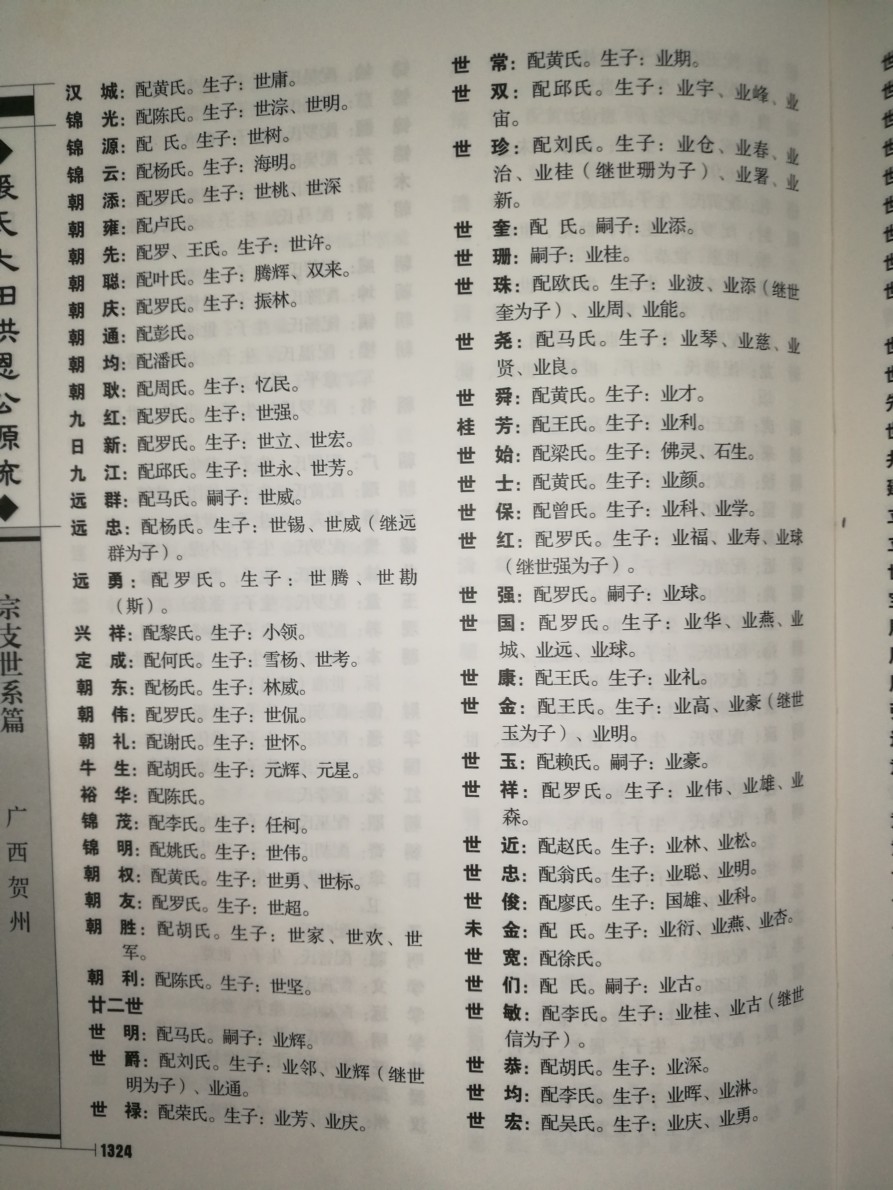 汉　城：配黄氏。生子：世庸。
锦　光：配陈氏。生子：世淙、世明。
锦　源：配　氏。生子：世树。
锦　云：配杨氏。生子：海明。
朝　添：配罗氏。生子：世桃、世深
朝　雍：配卢氏。
朝　先：配罗、王氏。生子：世许。
朝　聪：配叶氏。生子：腾辉、双来。
朝　庆：配罗氏。生子：振林。
朝　通：配彭氏。
朝　均：配潘氏。
朝　耿：配周氏。生子：忆民。
九　红：配罗氏。生子：世强。
日　新：配罗氏。生子：世立、世宏。
九　江：配邱氏。生子：世永、世芳。
远　群：配马氏。嗣子：世威。
远　忠：配杨氏。生子：世锡、世威（继远
群为子）。
远　勇：配罗氏。生子：世腾、世勘
（斯）。
兴　祥：配黎氏。生子：小领。
定　成：配何氏。生子：雪杨、世考。
朝　东：配杨氏。生子：林威。
朝　伟：配罗氏。生子：世侃。
朝　礼：配谢氏。生子：世怀。
牛　生：配胡氏。生子：元辉、元星。
裕　华：配陈氏。
锦　茂：配李氏。生子：任柯。
锦　明：配姚氏。生子：世伟。
朝　权：配黄氏。生子：世勇、世标。
朝　友：配罗氏。生子：世超。
朝　胜：配胡氏。生子：世家、世欢、世
军。
朝　利：配陈氏。生子：世坚。
廿二世
世　明：配马氏。嗣子：业辉。
世　爵：配刘氏。生子：业邻、业辉（继世
明为子）、业通。
世　禄：配荣氏。生子：业芳、业庆。
世　常：配黄氏。生子：业期。
世　双：配邱氏。生子：业宇、业峰、业
宙。
世　珍：配刘氏。生子：业仓、业春、业
治、业桂（继世珊为子）、业署、业
新。
世　奎：配　氏。嗣子：业添。
世　珊：嗣子：业桂。
世　珠：配欧氏。生子：业波、业添（继世
奎为子）、业周、业能。
世　尧：配马氏。生子：业琴、业慈、业
贤、业良。
世　舜：配黄氏。生子：业才。
桂　芳：配王氏。生子：业利。
世　始：配梁氏。生子：佛灵、石生。
世　士：配黄氏。生子：业颜。
世　保：配曾氏。生子：业科、业学。
世　红：配罗氏。生子：业福、业寿、业球
（继世强为子）。
世　强：配罗氏。嗣子：业球。
世　国：配罗氏。生子：业华、业燕、业
城、业远、业球。
世　康：配王氏。生子：业礼。
世　金：配王氏。生子：业高、业豪（继世
玉为子）、业明。
世　玉：配赖氏。嗣子：业豪。
世　祥：配罗氏。生子：业伟、业雄、业
森。
世　近：配赵氏。生子：业林、业松。
世　忠：配翁氏。生子：业聪、业明。
世　俊：配廖氏。生子：国雄、业科。
未　金：配　氏。生子：业衍、业燕、业杏。
世　宽：配徐氏。
世　们：配　氏。嗣子：业古。
世　敏：配李氏。生子：业桂、业古（继世
信为子）。
世　恭：配胡氏。生子：业深。
世　均：配李氏。生子：业晖、业淋。
世　宏：配吴氏。生子：业庆、业勇。
氏大田洪恩公源流
宗支世系篇
广西贺州
1324